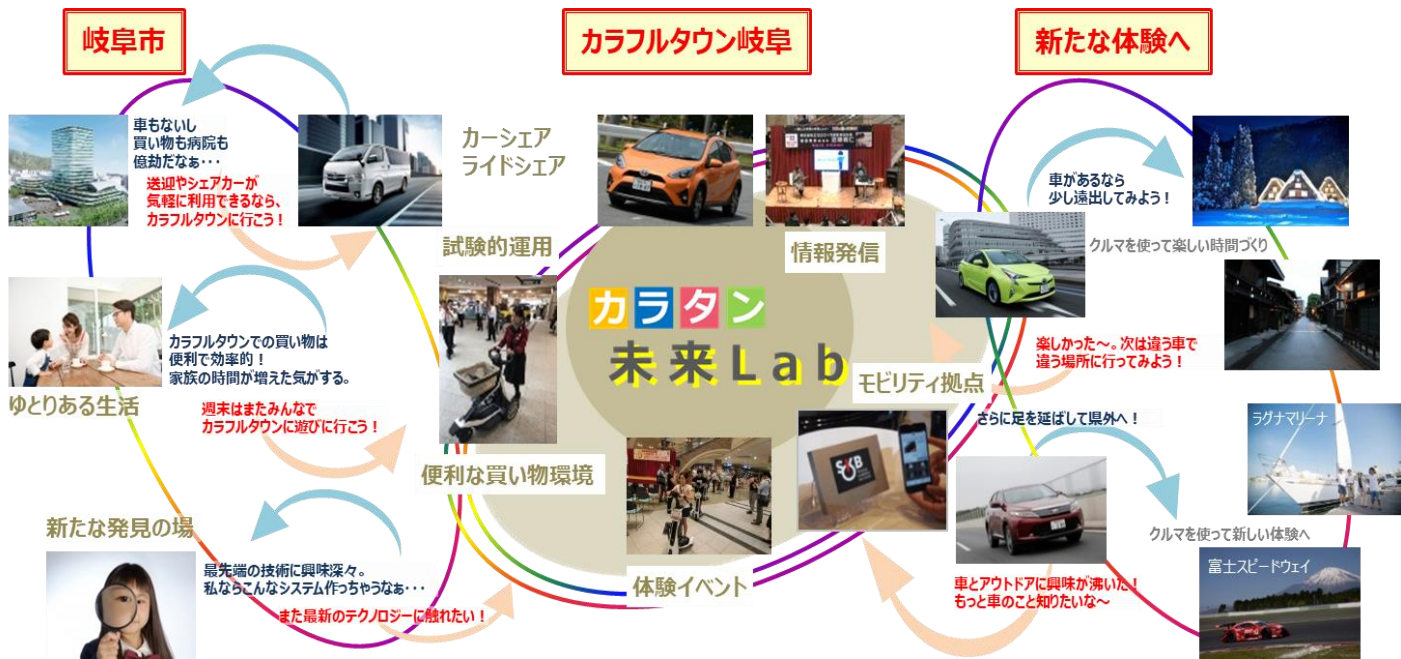 岐阜市
カラフルタウン岐阜
新たな体験へ
車もないし
買い物も病院も
億劫だなぁ・・・
送迎やシェアカーが
気軽に利用できるなら、
カラフルタウンに行こう！
カーシェア
ライドシェア
試験的運用
情報発信
車があるなら
少し遠出してみよう！
クルマを使って楽しい時間づくり
カラタン
未来Lab
カラフルタウンでの買い物は
便利で効率的！
家族の時間が増えた気がする。
ゆとりある生活
週末はまたみんなで
カラフルタウンに遊びに行こう！
楽しかった～。次は違う車で
違う場所に行ってみよう！
モビリティ拠点
さらに足を延ばして県外へ！
ラグナマリーナ
便利な買い物環境
SKB
新たな発見の場
最先端の技術に興味深々。
私ならこんなシステム作っちゃうなぁ・・・
また最新のテクノロジーに触れたい！
体験イベント
クルマを使って新しい体験へ
富士スピードウェイ
車とアウトドアに興味が沸いた！
もっと車のこと知りたいな～